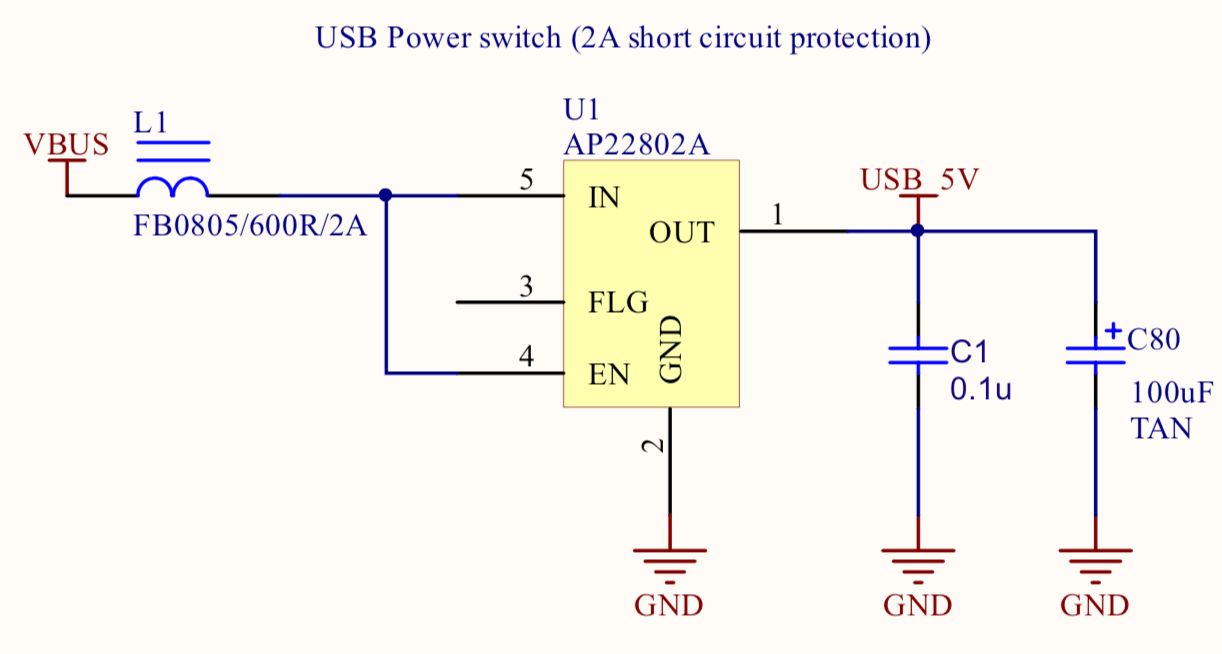 USB Power switch (2A short circuit protection)
U1
AP22802A
L1
VBUS
FB0805/600R/2A
5
IN
OUT
1
3
FLG
4
EN
GND
2
GND
USB_5V
C1
0.1u
GND
C80
100uF
TAN
GND